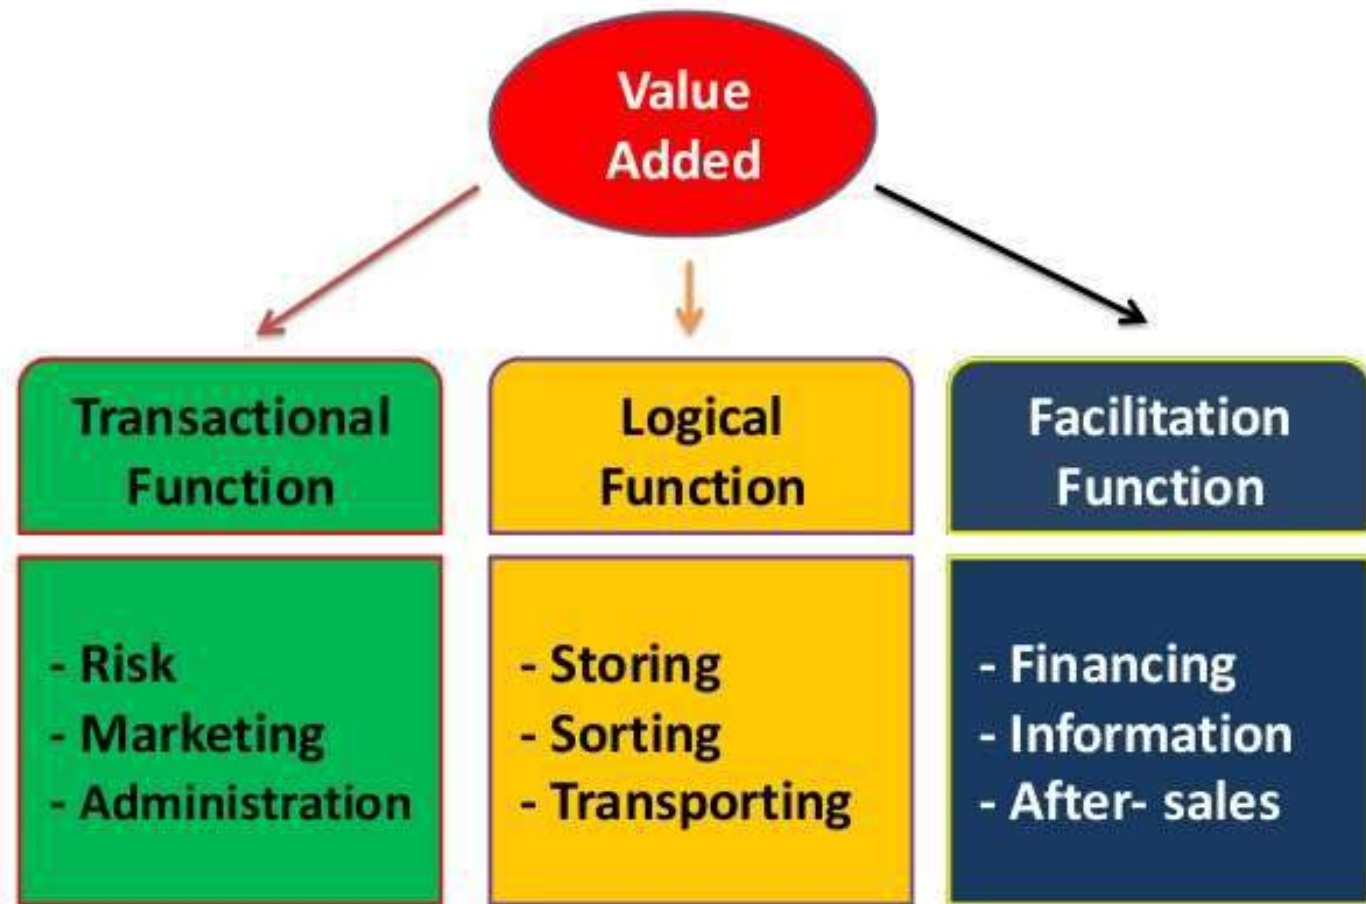 Value
Added
Transactional
Function
Logical
Function
Facilitation
Function
- Risk
- Marketing
- Administration
- Storing
- Sorting
- Transporting
- Financing
- Information
- After- sales